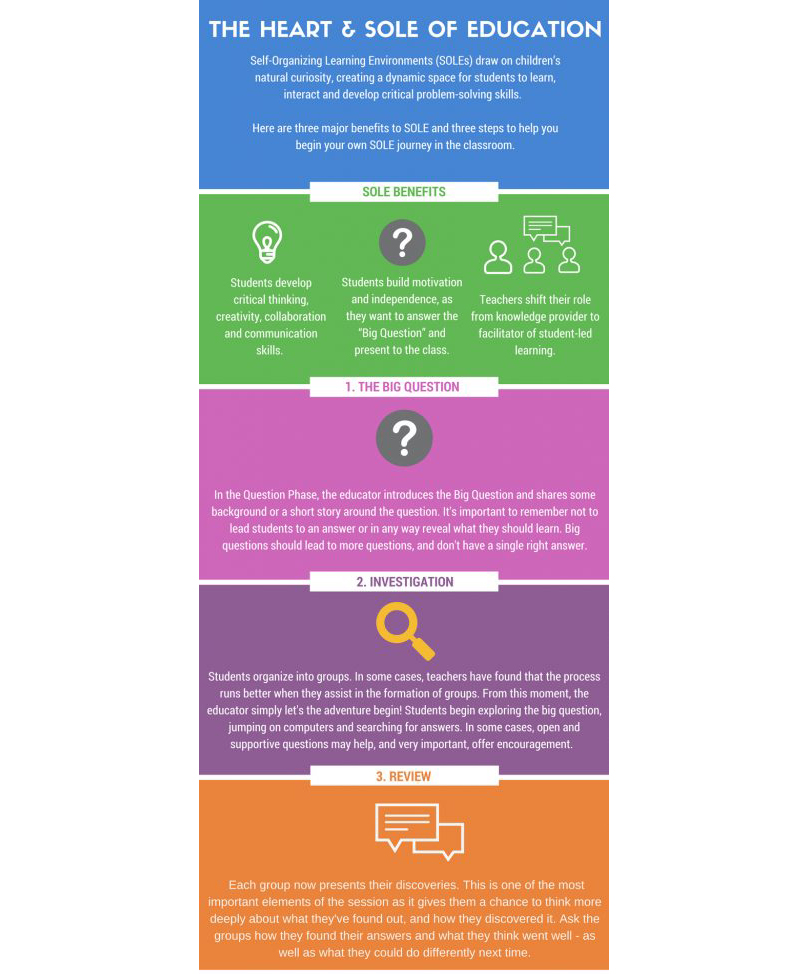 THE HEART & SOLE OF EDUCATION
Self-Organizing Learning Environments (SOLEs) draw on children's
natural curiosity, creating a dynamic space for students to learn,
interact and develop critical problem-solving skills.
Here are three major benefits to SOLE and three steps to help you
begin your own SOLE journey in the classroom.
SOLE BENEFITS
?
Students develop
critical thinking,
creativity, collaboration
and communication
skills.
Students build motivation
and independence, as
they want to answer the
"Big Question" and
present to the class.
Teachers shift their role
from knowledge provider to
facilitator of student-led
learning.
1. THE BIG QUESTION
?
In the Question Phase, the educator introduces the Big Question and shares some
background or a short story around the question. It's important to remember not to
lead students to an answer or in any way reveal what they should learn. Big
questions should lead to more questions, and don't have a single right answer.
2. INVESTIGATION
Students organize into groups. In some cases, teachers have found that the process
runs better when they assist in the formation of groups. From this moment, the
educator simply let's the adventure begin! Students begin exploring the big question,
jumping on computers and searching for answers. In some cases, open and
supportive questions may help, and very important, offer encouragement.
3. REVIEW
Each group now presents their discoveries. This is one of the most
important elements of the session as it gives them a chance to think more
deeply about what they've found out, and how they discovered it. Ask the
groups how they found their answers and what they think went well - as
well as what they could do differently next time.